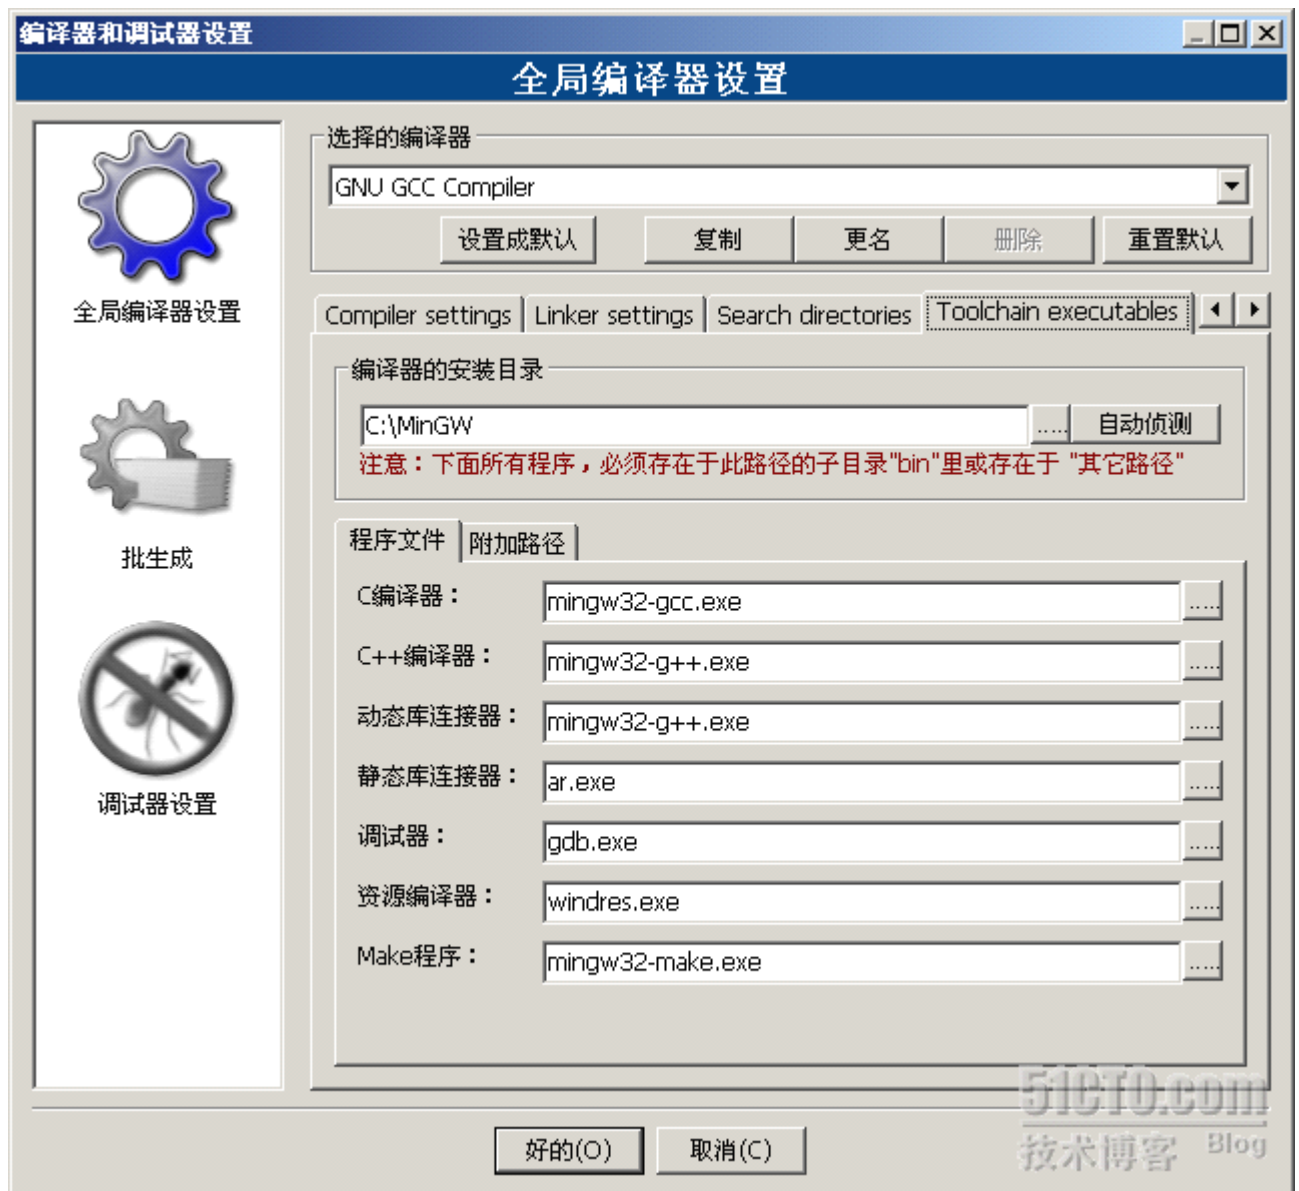 编译器和调试器设置
全局编译器设置
全局编译器设置
批生成
调试器设置
选择的编译器
GNU GCC Compiler
设置成默认 复制 更名 删除 重置默认
Compiler settings Linker settings Search directories Toolchain executables
编译器的安装目录
C:\MinGW ..... 自动侦测
注意：下面所有程序，必须存在于此路径的子目录"bin"里或存在于 "其它路径"
程序文件 附加路径
C编译器： mingw32-gcc.exe .....
C++编译器： mingw32-g++.exe .....
动态库连接器： mingw32-g++.exe .....
静态库连接器： ar.exe .....
调试器： gdb.exe .....
资源编译器： windres.exe .....
Make程序： mingw32-make.exe .....
好的(O) 取消(C)
51CTO.com
技术博客 Blog